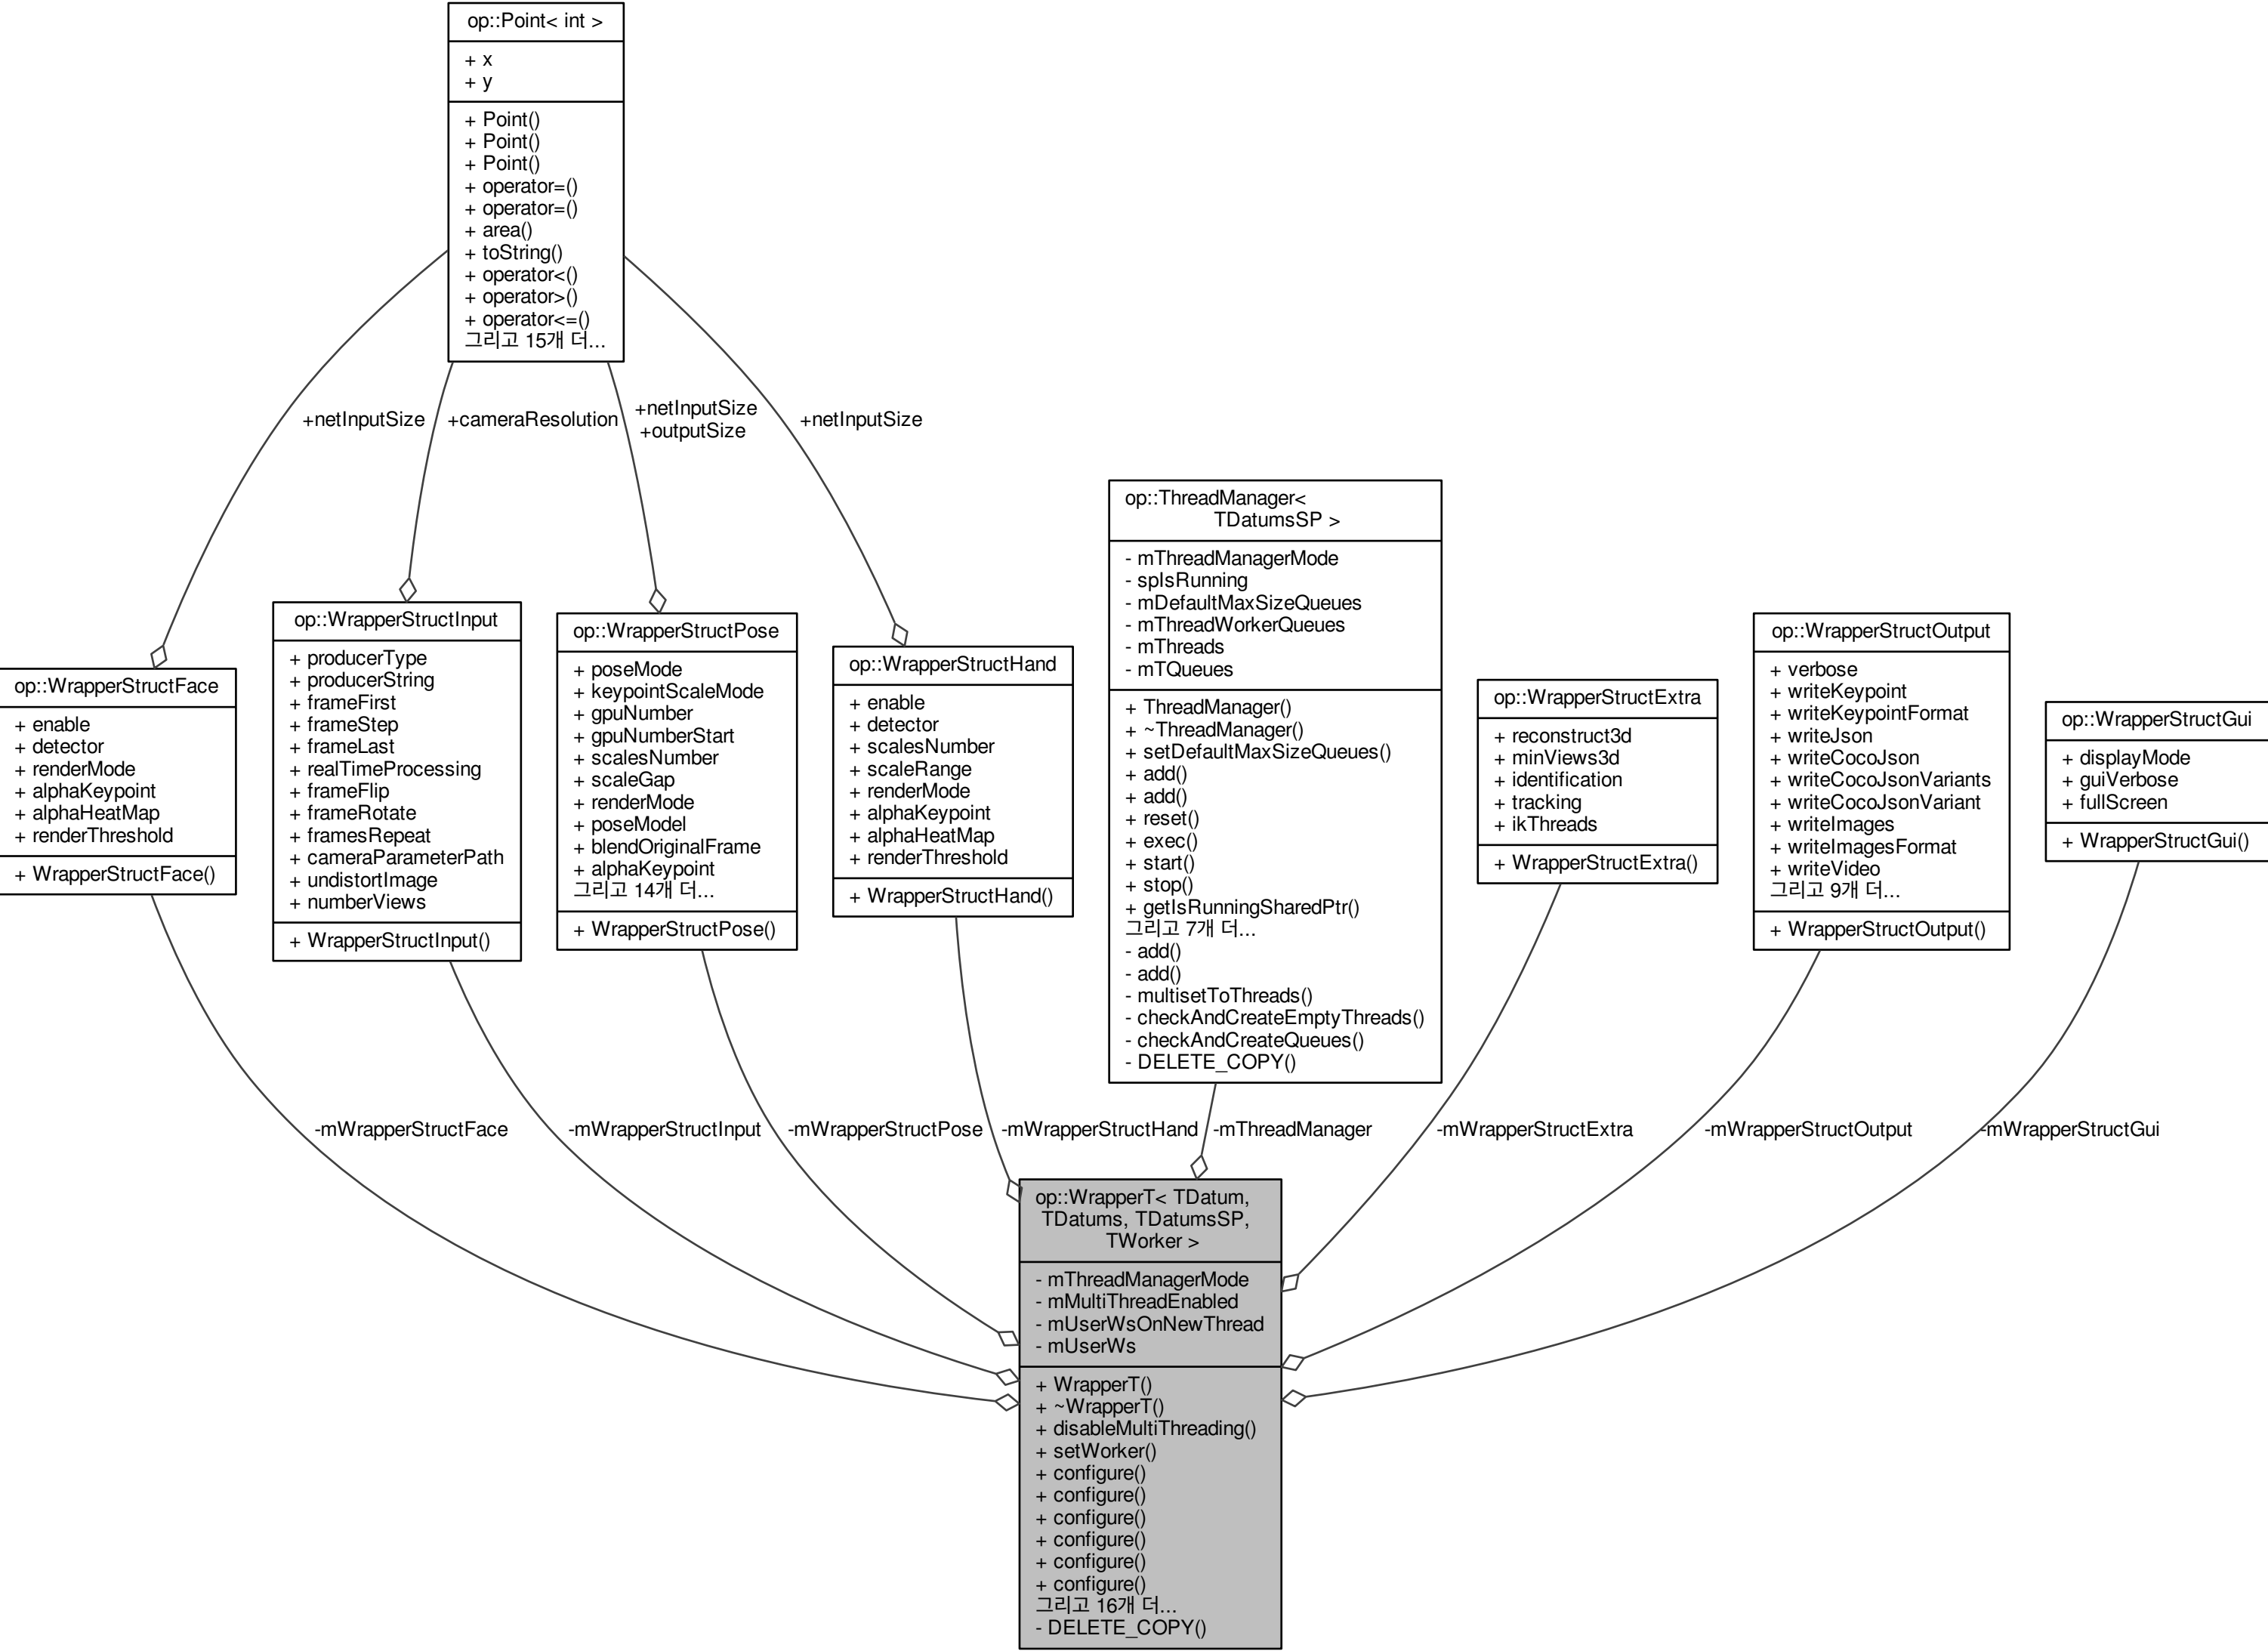 op::Point< int >
+ x
+ y
+ Point()
+ Point()
+ Point()
+ operator=()
+ operator=()
+ area()
+ toString()
+ operator<()
+ operator>()
+ operator<=()
그리고 15개 더...
+netInputSize
+cameraResolution
+netInputSize
+outputSize
+netInputSize
op::WrapperStructFace
+ enable
+ detector
+ renderMode
+ alphaKeypoint
+ alphaHeatMap
+ renderThreshold
+ WrapperStructFace()
op::WrapperStructInput
+ producerType
+ producerString
+ frameFirst
+ frameStep
+ frameLast
+ realTimeProcessing
+ frameFlip
+ frameRotate
+ framesRepeat
+ cameraParameterPath
+ undistortImage
+ numberViews
+ WrapperStructInput()
op::WrapperStructPose
+ poseMode
+ keypointScaleMode
+ gpuNumber
+ gpuNumberStart
+ scalesNumber
+ scaleGap
+ renderMode
+ poseModel
+ blendOriginalFrame
+ alphaKeypoint
그리고 14개 더...
+ WrapperStructPose()
op::WrapperStructHand
+ enable
+ detector
+ scalesNumber
+ scaleRange
+ renderMode
+ alphaKeypoint
+ alphaHeatMap
+ renderThreshold
+ WrapperStructHand()
op::ThreadManager<
TDatumsSP >
- mThreadManagerMode
- spIsRunning
- mDefaultMaxSizeQueues
- mThreadWorkerQueues
- mThreads
- mTQueues
+ ThreadManager()
+ ~ThreadManager()
+ setDefaultMaxSizeQueues()
+ add()
+ add()
+ reset()
+ exec()
+ start()
+ stop()
+ getIsRunningSharedPtr()
그리고 7개 더...
- add()
- add()
- multisetToThreads()
- checkAndCreateEmptyThreads()
- checkAndCreateQueues()
- DELETE_COPY()
op::WrapperStructExtra
+ reconstruct3d
+ minViews3d
+ identification
+ tracking
+ ikThreads
+ WrapperStructExtra()
op::WrapperStructOutput
+ verbose
+ writeKeypoint
+ writeKeypointFormat
+ writeJson
+ writeCocoJson
+ writeCocoJsonVariants
+ writeCocoJsonVariant
+ writeImages
+ writeImagesFormat
+ writeVideo
그리고 9개 더...
+ WrapperStructOutput()
op::WrapperStructGui
+ displayMode
+ guiVerbose
+ fullScreen
+ WrapperStructGui()
-mWrapperStructFace
-mWrapperStructInput
-mWrapperStructPose
-mWrapperStructHand
-mThreadManager
-mWrapperStructExtra
-mWrapperStructOutput
-mWrapperStructGui
op::WrapperT< TDatum,
TDatums, TDatumsSP,
TWorker >
- mThreadManagerMode
- mMultiThreadEnabled
- mUserWsOnNewThread
- mUserWs
+ WrapperT()
+ ~WrapperT()
+ disableMultiThreading()
+ setWorker()
+ configure()
+ configure()
+ configure()
+ configure()
+ configure()
+ configure()
그리고 16개 더...
- DELETE_COPY()